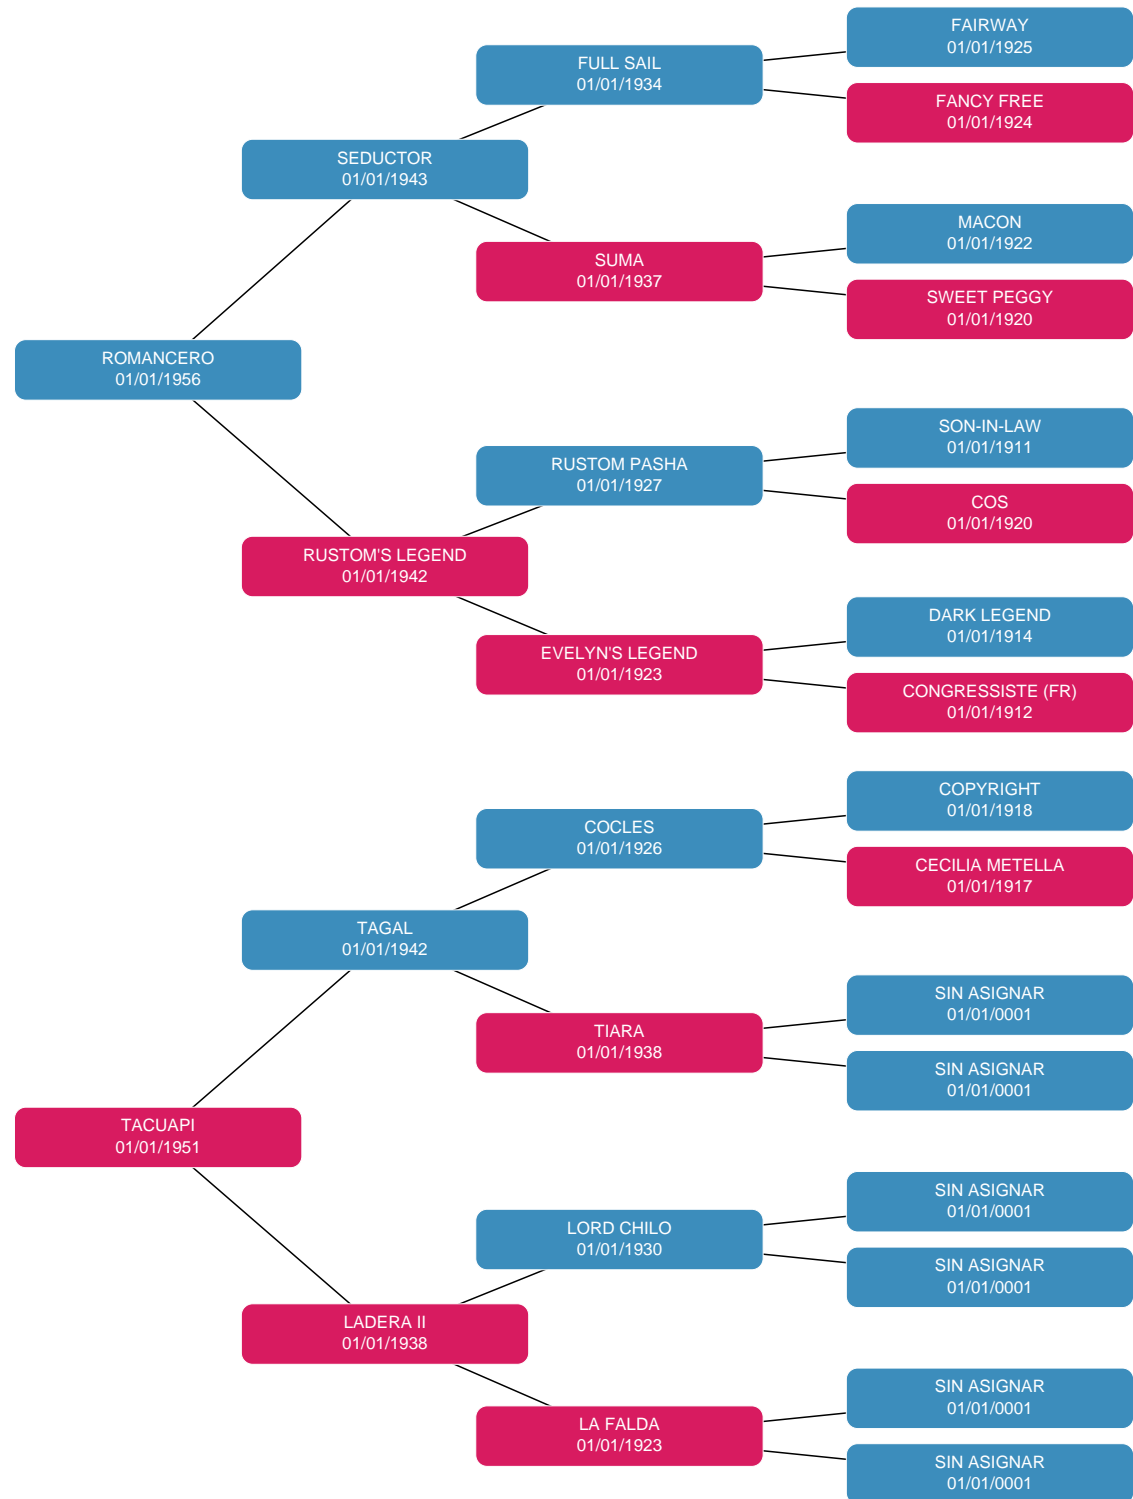 FAIRWAY
01/01/1925
FULL SAIL
01/01/1934
FANCY FREE
01/01/1924
SEDUCTOR
01/01/1943
MACON
01/01/1922
SUMA
01/01/1937
SWEET PEGGY
01/01/1920
ROMANCERO
01/01/1956
SON-IN-LAW
01/01/1911
RUSTOM PASHA
01/01/1927
COS
01/01/1920
RUSTOM'S LEGEND
01/01/1942
DARK LEGEND
01/01/1914
EVELYN'S LEGEND
01/01/1923
CONGRESSISTE (FR)
01/01/1912
COPYRIGHT
01/01/1918
COCLES
01/01/1926
CECILIA METELLA
01/01/1917
TAGAL
01/01/1942
SIN ASIGNAR
01/01/0001
TIARA
01/01/1938
SIN ASIGNAR
01/01/0001
TACUAPI
01/01/1951
SIN ASIGNAR
01/01/0001
LORD CHILO
01/01/1930
SIN ASIGNAR
01/01/0001
LADERA II
01/01/1938
SIN ASIGNAR
01/01/0001
LA FALDA
01/01/1923
SIN ASIGNAR
01/01/0001